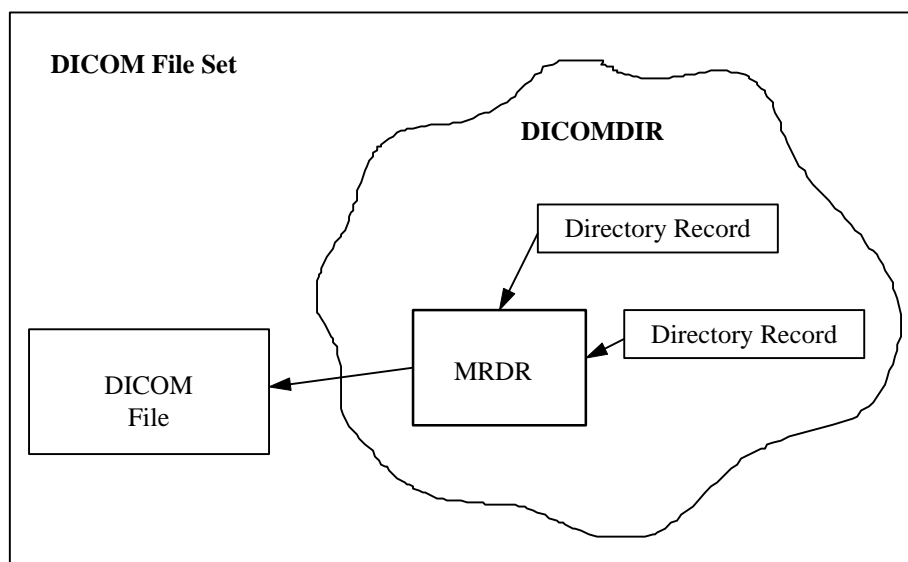 DICOM File Set
DICOMDIR
Directory Record
Directory Record
MRDR
DICOM
File